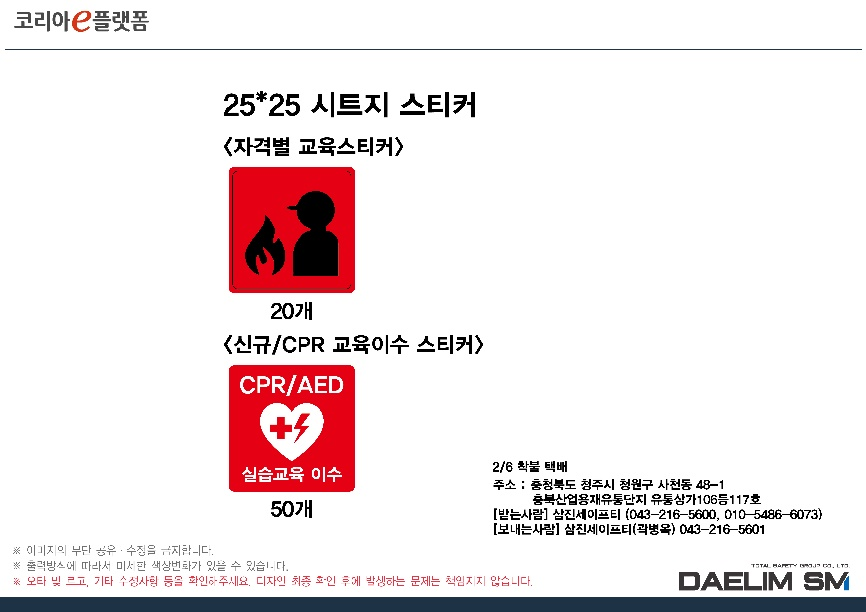 코리아e플랫폼
25*25 시트지 스티커
<자격별 교육스티커>
20개
<신규/CPR 교육이수 스티커>
CPR/AED
실습교육 이수
50개
2/6 착불 택배
주소 : 충청북도 청주시 청원구 사천동 48-1
충북산업용재유통단지 유통상가106동117호
[받는사람] 삼진세이프티 (043-216-5600, 010-5486-6073)
[보내는사람] 삼진세이프티(곽병옥) 043-216-5601
※ 이미지의 무단 공유·수정을 금지합니다.
※ 출력방식에 따라서 미세한 색상변화가 있을 수 있습니다.
※ 오타 및 로고, 기타 수정사항 등을 확인해주세요. 디자인 최종 확인 후에 발생하는 문제는 책임지지 않습니다.
TOTAL SAFETY GROUP CO., LTD.
DAELIM SM